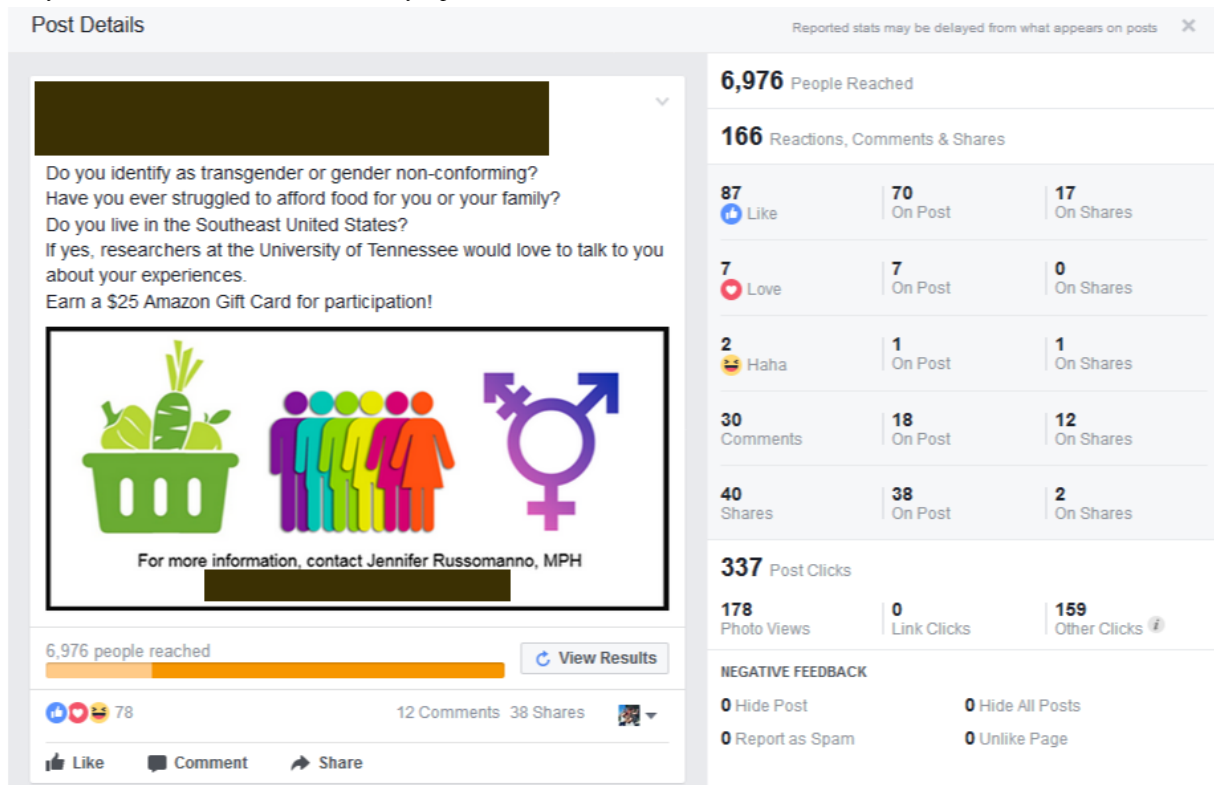 Post Details
Reported stats may be delayed from what appears on posts
Do you identify as transgender or gender non-conforming?
Have you ever struggled to afford food for you or your family?
Do you live in the Southeast United States?
If yes, researchers at the University of Tennessee would love to talk to you
about your experiences.
Earn a $25 Amazon Gift Card for participation!
For more information, contact Jennifer Russomanno, MPH
6,976 people reached
View Results
78
12 Comments 38 Shares
Like Comment Share
6,976 People Reached
166 Reactions, Comments & Shares
87 70 17
Like On Post On Shares
7 7 0
Love On Post On Shares
2 1 1
Haha On Post On Shares
30 18 12
Comments On Post On Shares
40 38 2
Shares On Post On Shares
337 Post Clicks
178 0 159
Photo Views Link Clicks Other Clicks i
NEGATIVE FEEDBACK
0 Hide Post 0 Hide All Posts
0 Report as Spam 0 Unlike Page